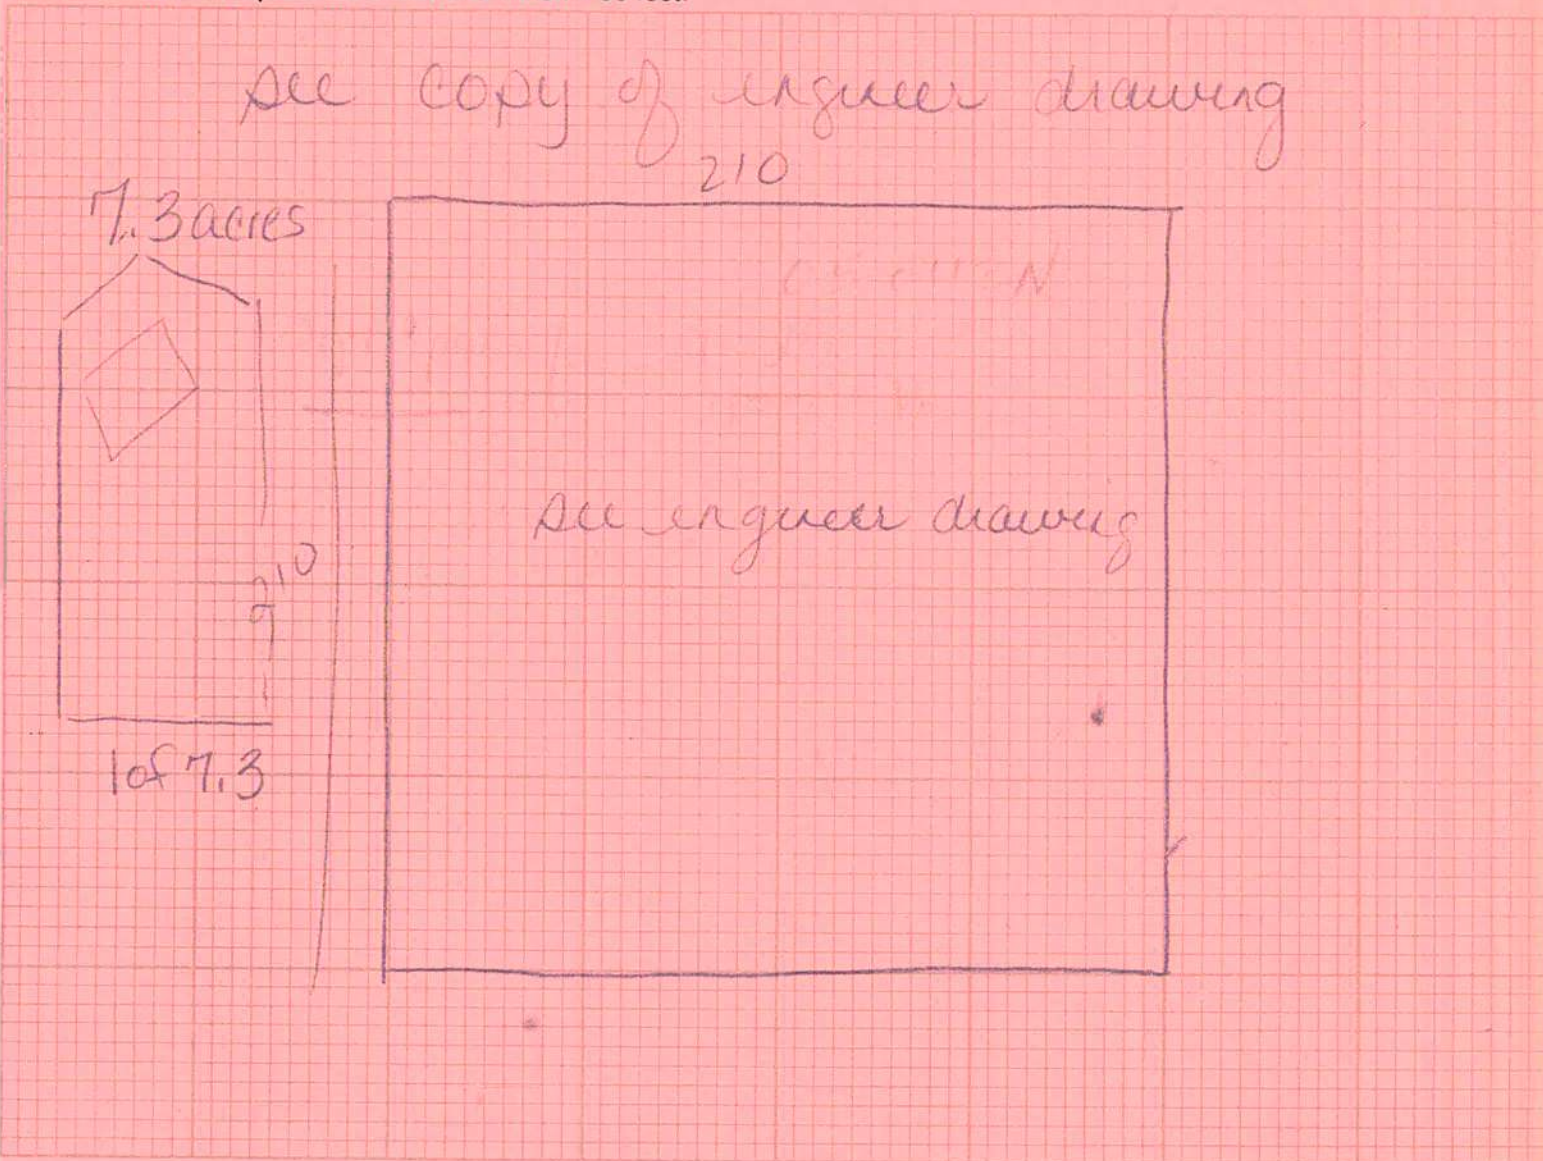 See copy of engineer drawing
210
7.3 acres
See engineer drawing
210
1 of 7.3